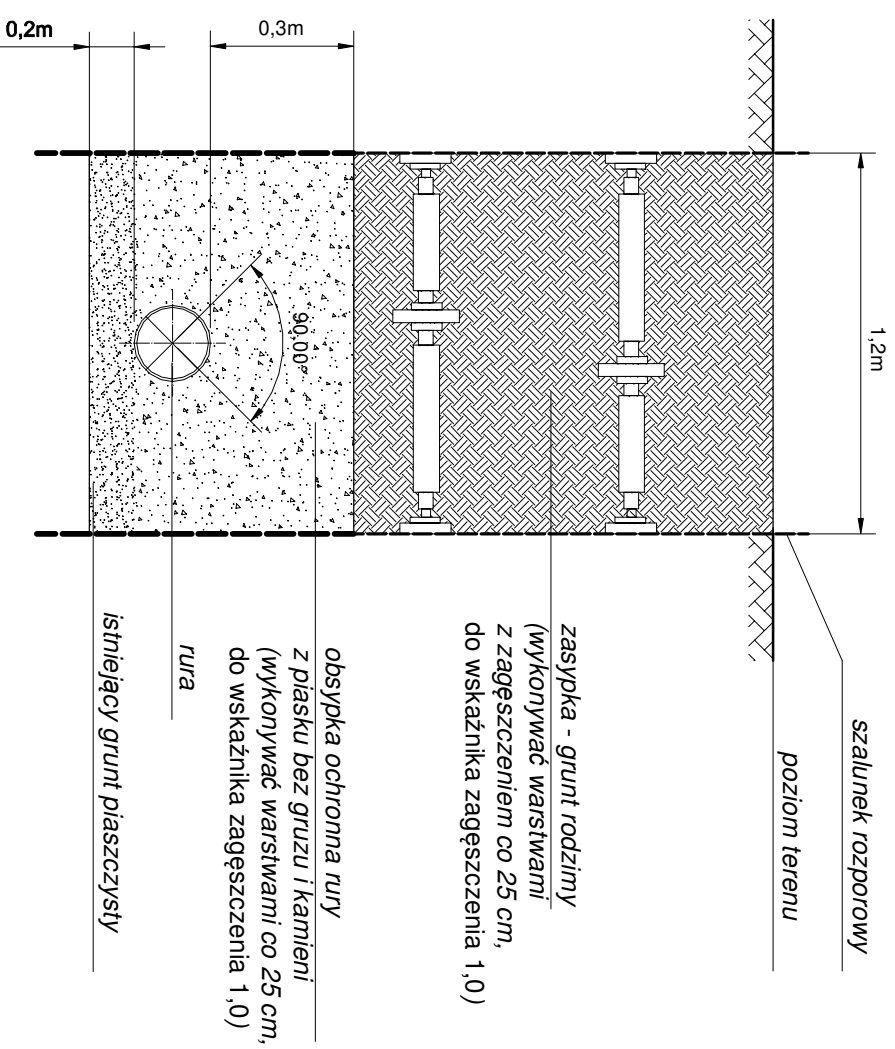 szalunek rozporowy
poziom terenu
1,2m
zasypka - grunt rodzimy
(wykonywać warstwami
z zagęszczeniem co 25 cm,
do wskaźnika zagęszczenia 1,0)
obsypka ochronna rury
z piasku bez gruzu i kamieni
(wykonywać warstwami co 25 cm,
do wskaźnika zagęszczenia 1,0)
rura
istniejący grunt piaszczysty
90,00°
0,3m
0,2m